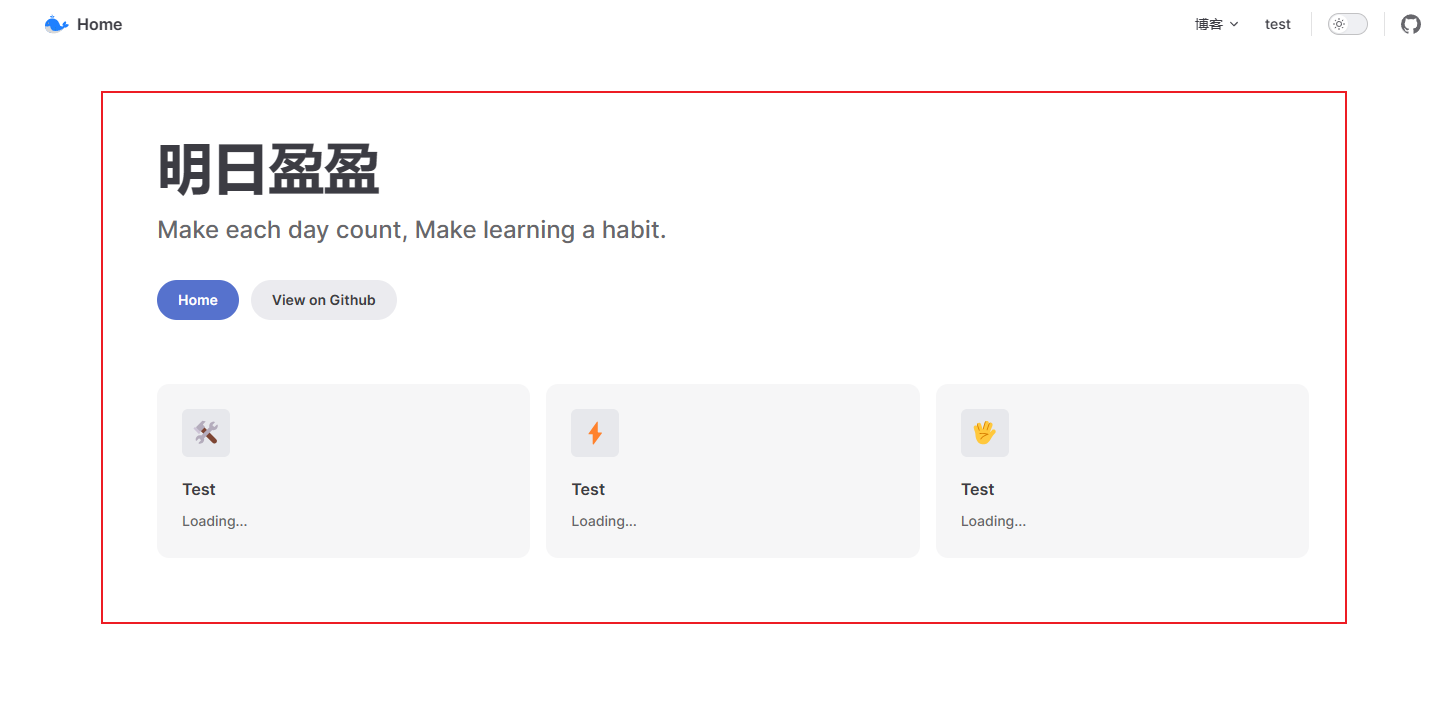 Home
博客 test
明日盈盈
Make each day count, Make learning a habit.
Home View on Github
Test Test Test
Loading... Loading... Loading...